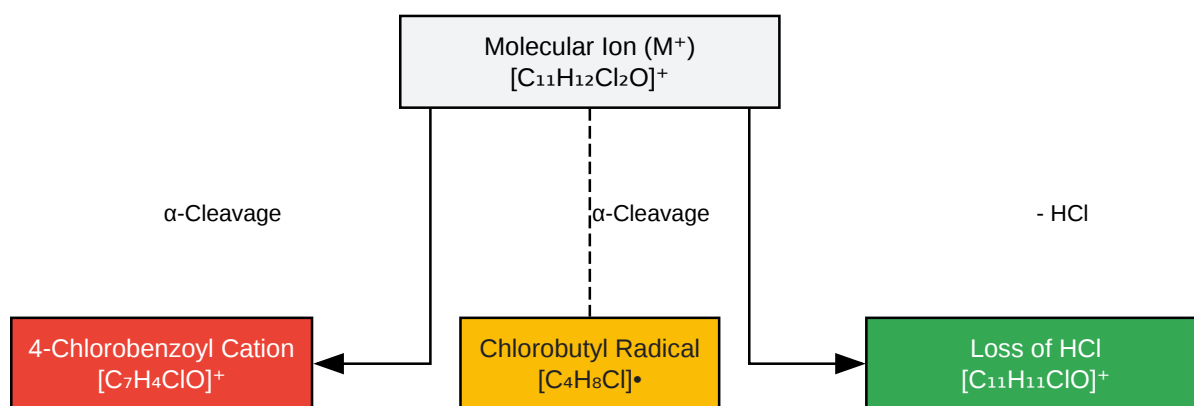 Molecular Ion (M⁺)
[C₁₁H₁₂Cl₂O]⁺
α-Cleavage
α-Cleavage
- HCl
4-Chlorobenzoyl Cation
[C₇H₄ClO]⁺
Chlorobutyl Radical
[C₄H₈Cl]•
Loss of HCl
[C₁₁H₁₁ClO]⁺